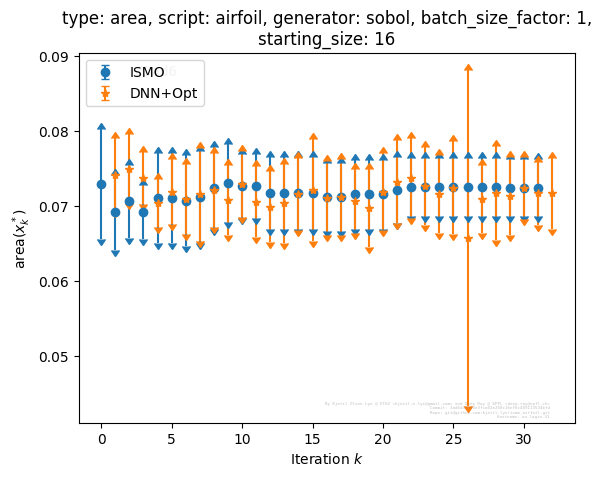 type: area, script: airfoil, generator: sobol, batch_size_factor: 1,
starting_size: 16
0.09
0.08
0.07
0.06
0.05
area(x*k)
ISMO
DNN+Opt
0
5
10
15
20
25
30
Iteration k